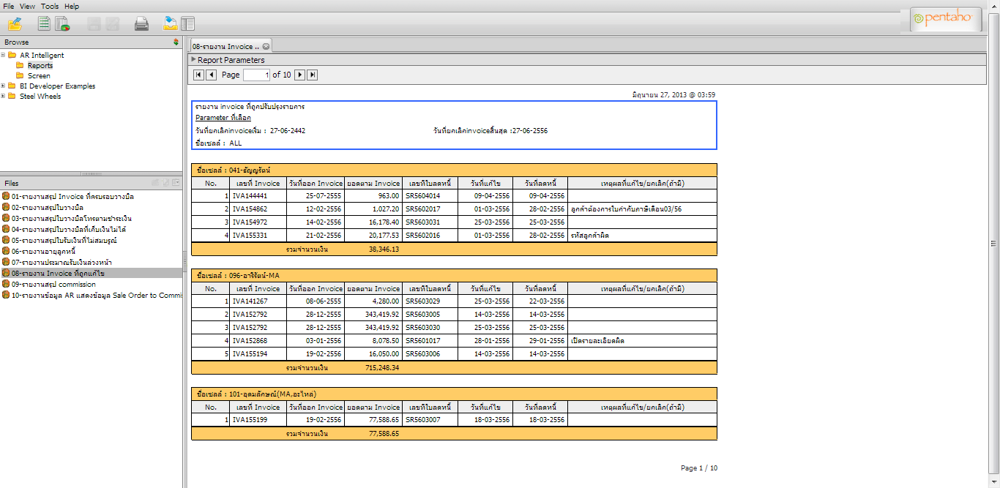 File View Tools Help
pentaho
Browse
AR Intelligent
Reports
Screen
BI Developer Examples
Steel Wheels
Files
01-รายงานสรุป Invoice ที่ครบรอบวางบิล
02-รายงานสรุปใบวางบิล
03-รายงานสรุปใบวางบิลโทรตามชำระเงิน
04-รายงานสรุปใบวางบิลที่เก็บเงินไม่ได้
05-รายงานสรุปใบรับเงินที่ไม่สมบรูณ์
06-รายงานอายุลูกหนี้
07-รายงานประมาณรับเงินล่วงหน้า
08-รายงาน Invoice ที่ถูกแก้ไข
09-รายงานสรุป commission
10-รายงานข้อมูล AR แสดงข้อมูล Sale Order to Commi
08-รายงาน Invoice ..
Report Parameters
Page 1 of 10
มิถุนายน 27, 2013 @ 03:59
รายงาน invoice ที่ถูกปรับปรุงรายการ
Parameter ที่เลือก
วันที่ยกเลิกinvoiceเริ่ม : 27-06-2442 วันที่ยกเลิกinvoiceสิ้นสุด :27-06-2556
ชื่อเซลล์ : ALL
ชื่อเซลล์ : 041-ธัญญรัตน์
No. เลขที่ Invoice วันที่ออก Invoice ยอดตาม Invoice เลขที่ใบลดหนี้ วันที่แก้ไข วันที่ลดหนี้ เหตุผลที่แก้ไข/ยกเลิก(ถ้ามี)
1 IVA144441 25-07-2555 963.00 SR5604014 09-04-2556 09-04-2556
2 IVA154862 12-02-2556 1,027.20 SR5602017 01-03-2556 28-02-2556 ลูกค้าต้องการใบกำกับภาษีเดือน03/56
3 IVA154972 14-02-2556 16,178.40 SR5603031 25-03-2556 25-03-2556
4 IVA155331 21-02-2556 20,177.53 SR5602016 01-03-2556 28-02-2556 รหัสลูกค้าผิด
รวมจำนวนเงิน 38,346.13
ชื่อเซลล์ : 096-อารีรัตน์-MA
No. เลขที่ Invoice วันที่ออก Invoice ยอดตาม Invoice เลขที่ใบลดหนี้ วันที่แก้ไข วันที่ลดหนี้ เหตุผลที่แก้ไข/ยกเลิก(ถ้ามี)
1 IVA141267 08-06-2555 4,280.00 SR5603029 25-03-2556 22-03-2556
2 IVA152792 28-12-2555 343,419.92 SR5603005 14-03-2556 14-03-2556
3 IVA152792 28-12-2555 343,419.92 SR5603030 25-03-2556 25-03-2556
4 IVA152868 03-01-2556 8,078.50 SR5601017 28-01-2556 29-01-2556 เปิดรายละเอียดผิด
5 IVA155194 19-02-2556 16,050.00 SR5603006 14-03-2556 14-03-2556
รวมจำนวนเงิน 715,248.34
ชื่อเซลล์ : 101-อุดมลักษณ์(MA,อะไหล่)
No. เลขที่ Invoice วันที่ออก Invoice ยอดตาม Invoice เลขที่ใบลดหนี้ วันที่แก้ไข วันที่ลดหนี้ เหตุผลที่แก้ไข/ยกเลิก(ถ้ามี)
1 IVA155199 19-02-2556 77,588.65 SR5603007 18-03-2556 18-03-2556
รวมจำนวนเงิน 77,588.65
Page 1 / 10